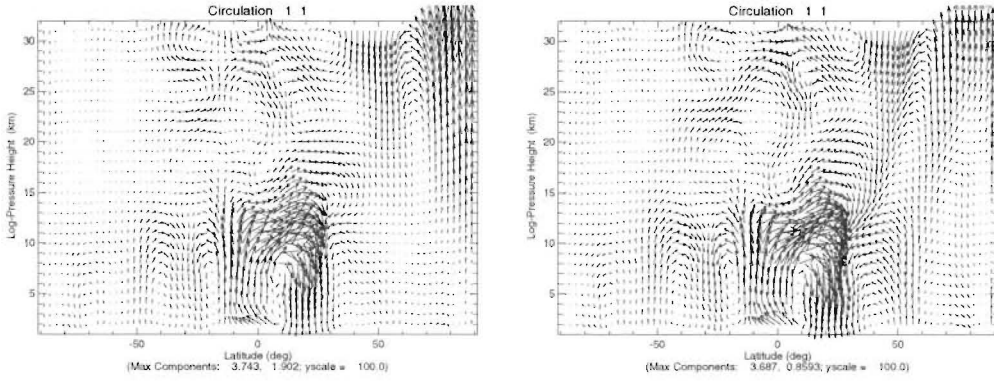 Circulation 1 1
Log-Pressure Height (km)
30
25
20
15
10
5
-50 0 50
Latitude (deg)
(Max Components: 3.743, 1.902; yscale = 100.0)
Circulation 1 1
Log-Pressure Height (km)
30
25
20
15
10
5
-50 0 50
Latitude (deg)
(Max Components: 3.687, 0.8593; yscale = 100.0)